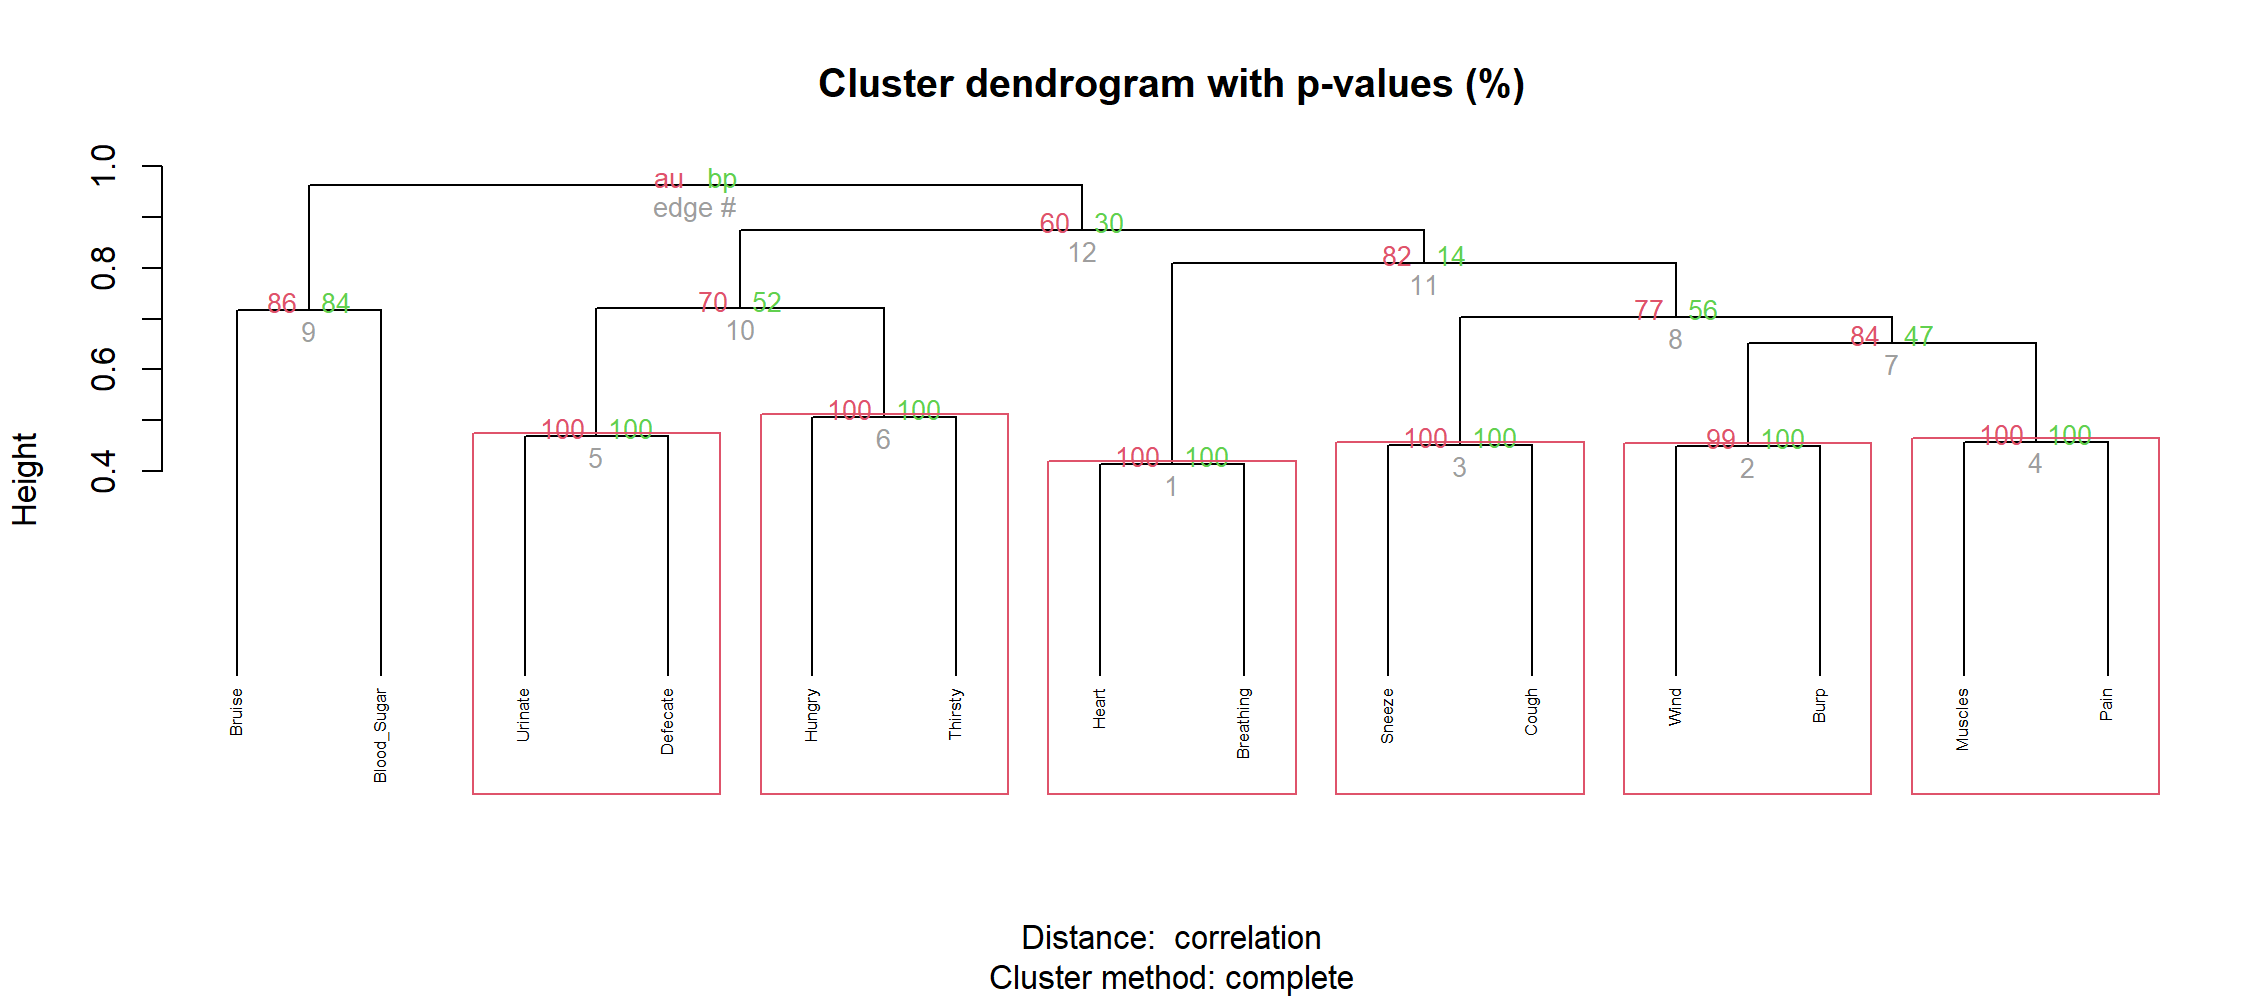 Cluster dendrogram with p-values (%)
Height
1.0
0.8
0.6
0.4
au bp
edge #
60 30
12
82 14
11
86 84
9
70 52
10
77 56
8
84 47
7
100 100
5
100 100
6
100 100
1
100 100
3
99 100
2
100 100
4
Bruise
Blood_Sugar
Urinate
Defecate
Hungry
Thirsty
Heart
Breathing
Sneeze
Cough
Wind
Burp
Muscles
Pain
Distance: correlation
Cluster method: complete